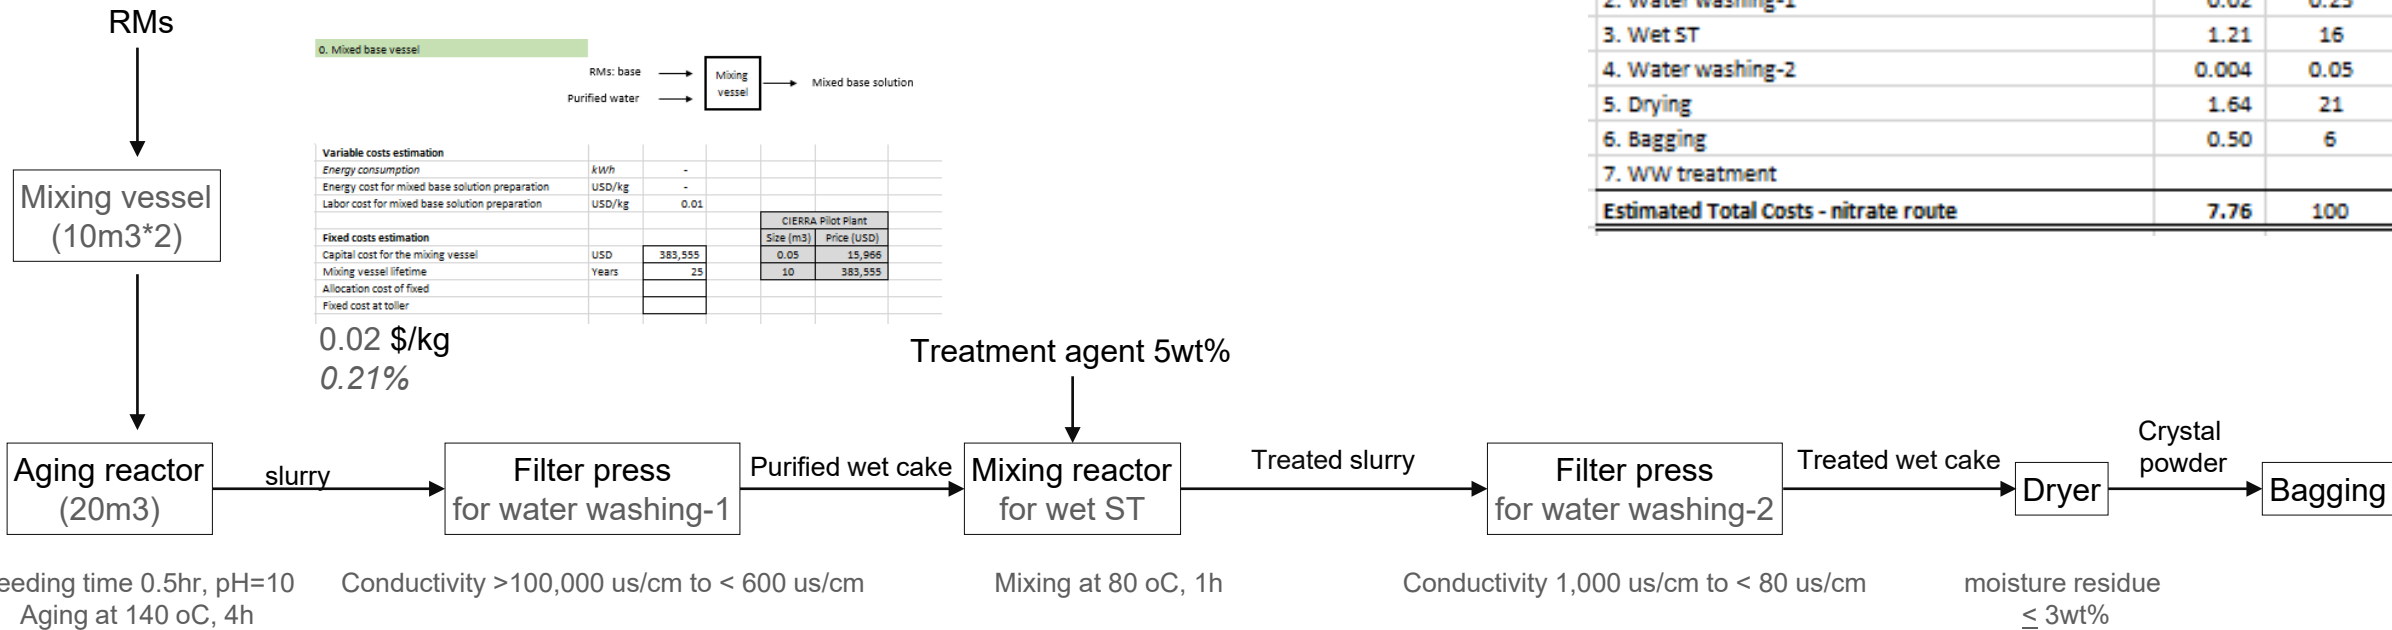 RMs
0. Mixed base vessel
RMs: base
Purified water
Mixing
vessel
Mixed base solution
2. Water washing-1 0.02 0.25
3. Wet ST 1.21 16
4. Water washing-2 0.004 0.05
5. Drying 1.64 21
6. Bagging 0.50 6
7. WW treatment
Estimated Total Costs - nitrate route 7.76 100
Mixing vessel
(10m3*2)
Variable costs estimation
Energy consumption kWh -
Energy cost for mixed base solution preparation USD/kg -
Labor cost for mixed base solution preparation USD/kg 0.01
CIERRA Pilot Plant
Fixed costs estimation Size (m3) Price (USD)
Capital cost for the mixing vessel USD 383,555 0.05 15,966
Mixing vessel lifetime Years 25 10 383,555
Allocation cost of fixed
Fixed cost at toller
0.02 $/kg
0.21%
Treatment agent 5wt%
Aging reactor
(20m3)
slurry
Filter press
for water washing-1
Purified wet cake
Mixing reactor
for wet ST
Treated slurry
Filter press
for water washing-2
Treated wet cake
Dryer
Crystal
powder
Bagging
eeding time 0.5hr, pH=10
Aging at 140 oC, 4h
Conductivity >100,000 us/cm to < 600 us/cm
Mixing at 80 oC, 1h
Conductivity 1,000 us/cm to < 80 us/cm
moisture residue
≤ 3wt%